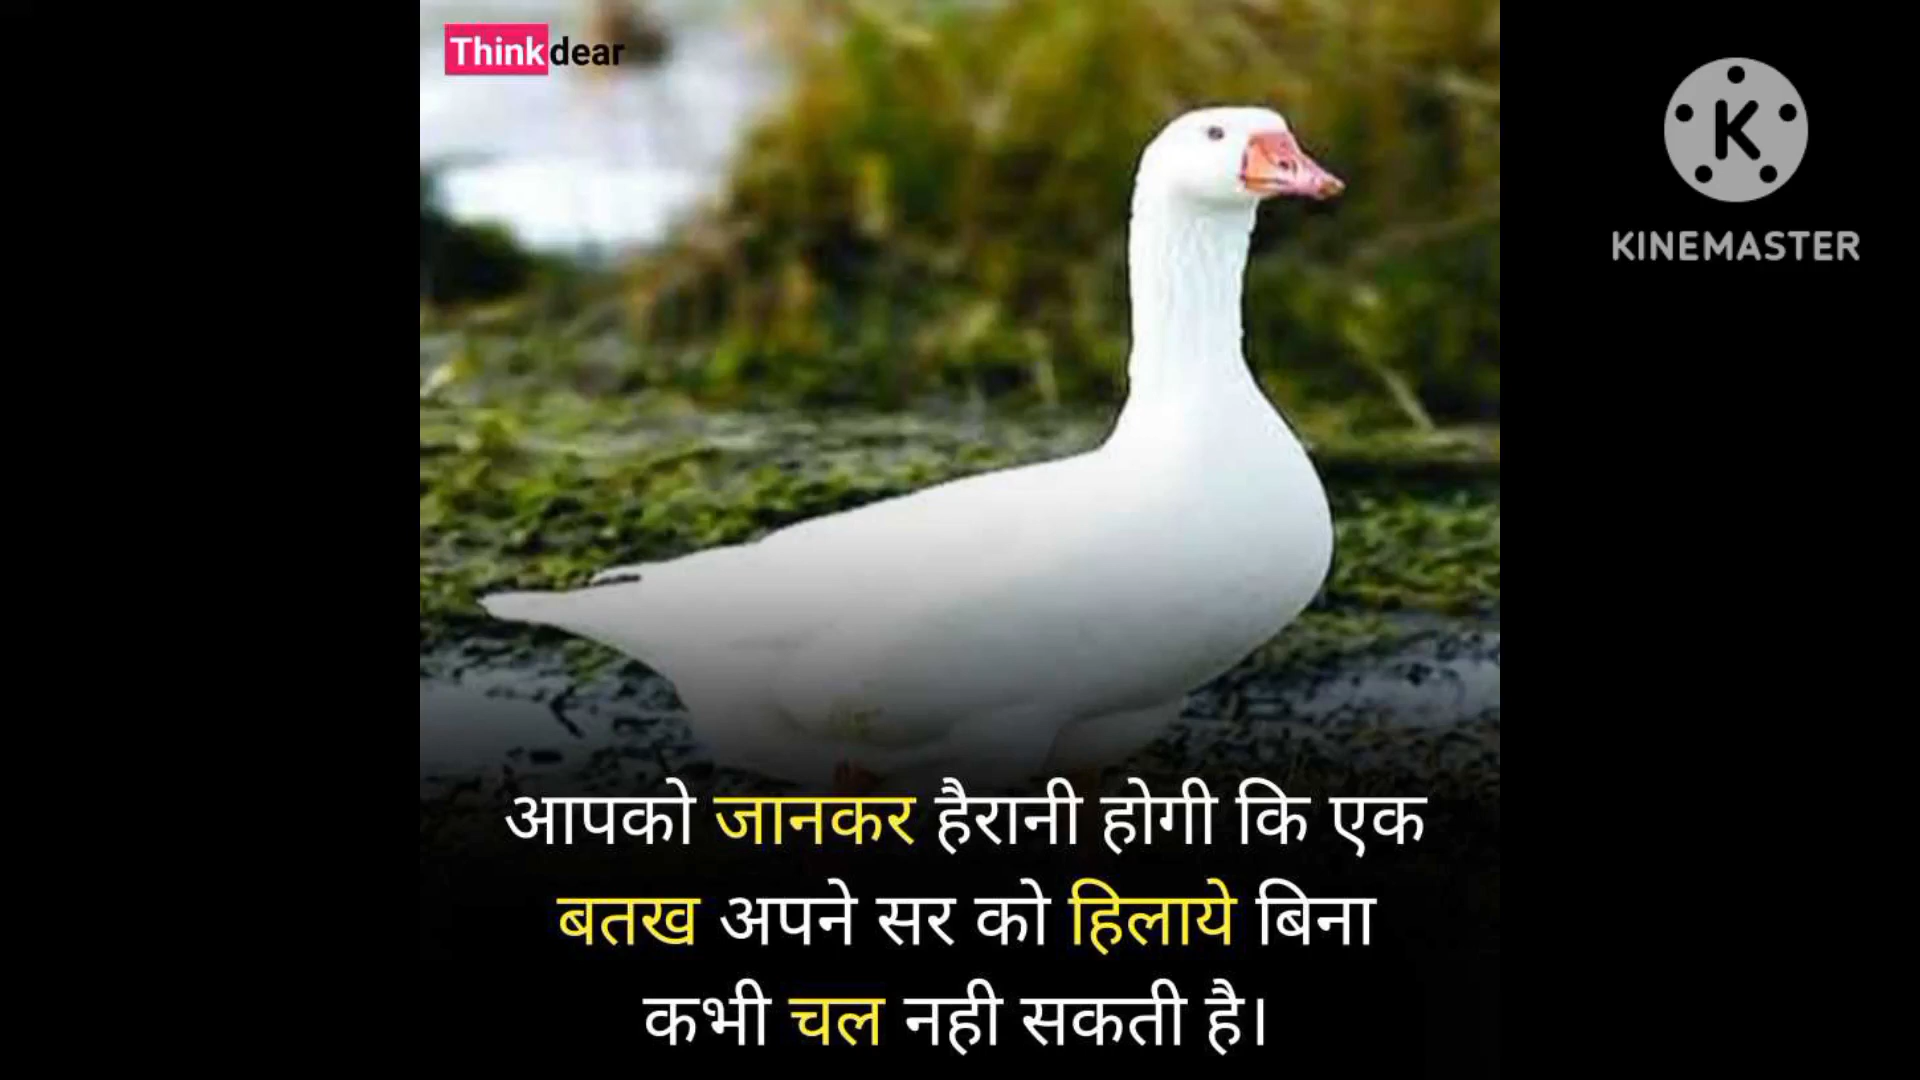 Thinkdear
K
KINEMASTER
आपको जानकर हैरानी होगी कि एक
बतख अपने सर को हिलाये बिना
कभी चल नही सकती है।